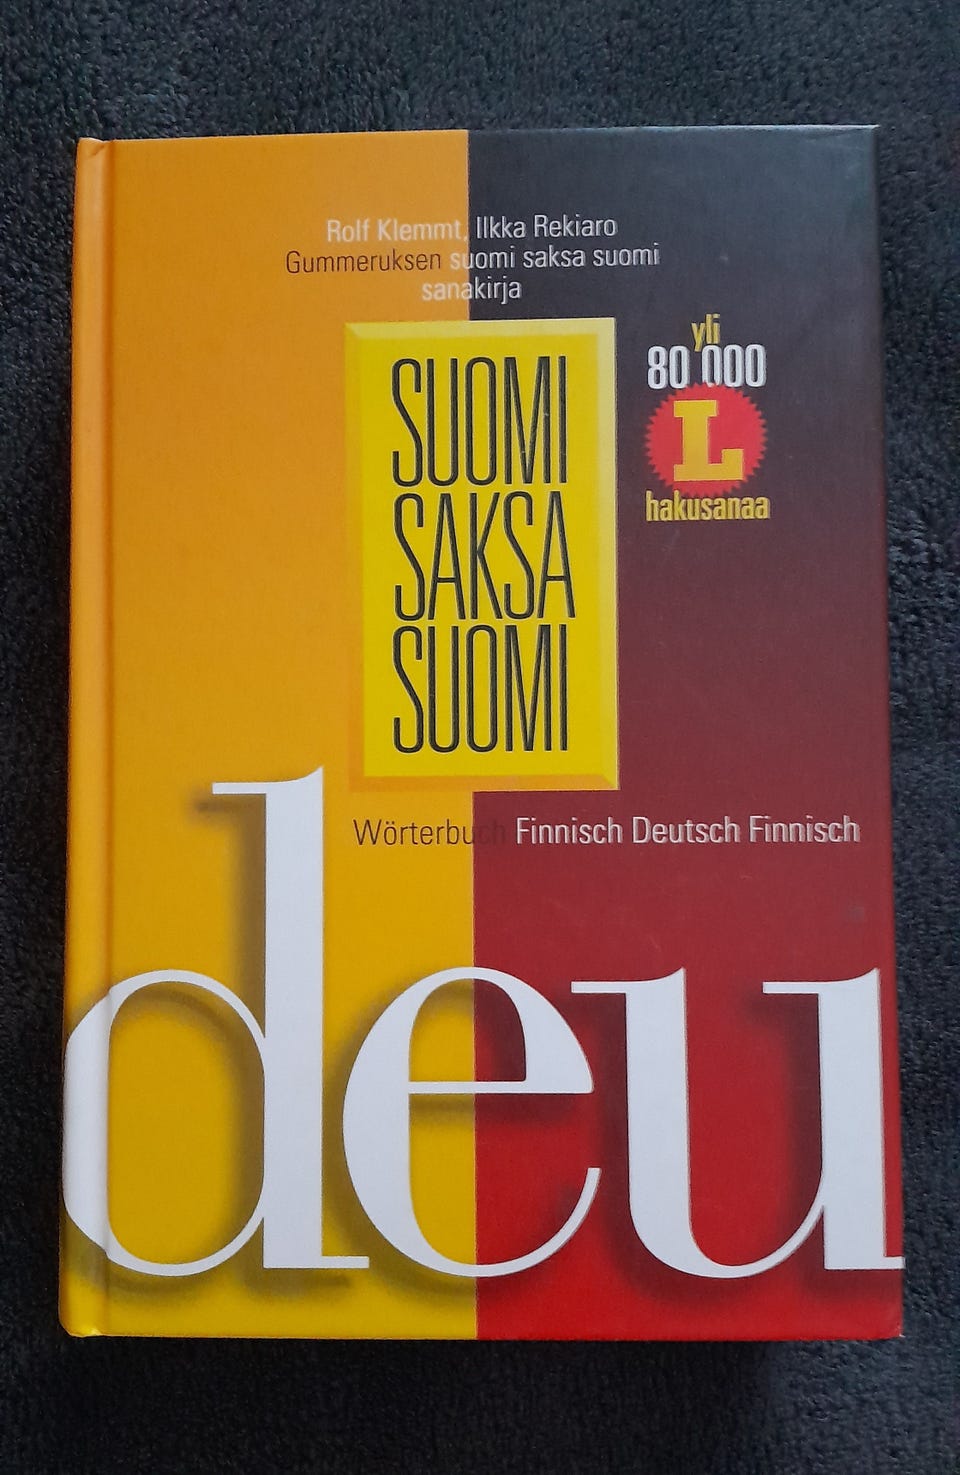 Rolf Klemmt, Ilkka Rekiaro
Gummeruksen suomi saksa suomi
sanakirja
yli
80 000
L
hakusanaa
SUOMI
SAKSA
SUOMI
Wörterbuch Finnisch Deutsch Finnisch
deu